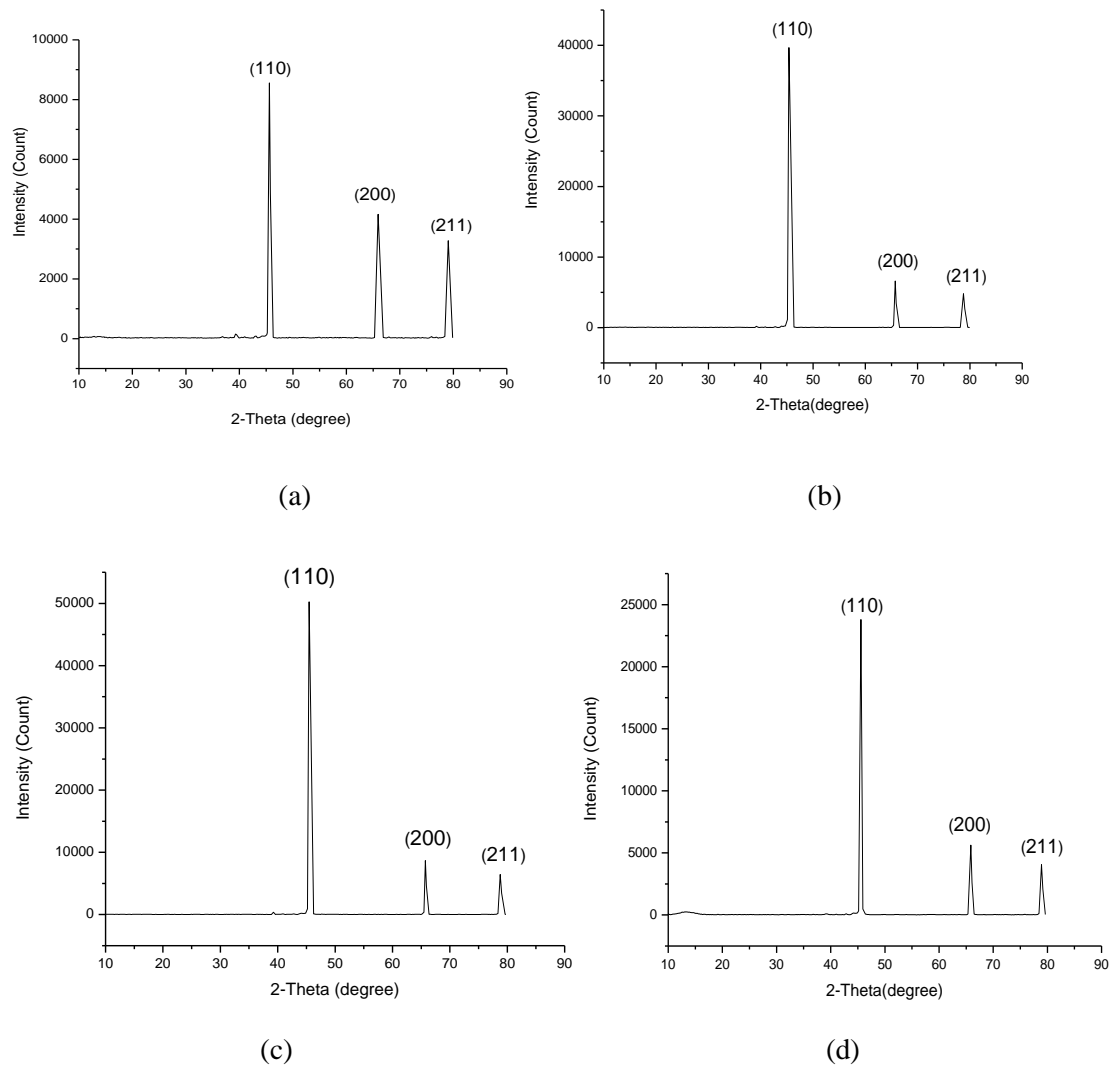 10000
8000
6000
4000
2000
0
Intensity (Count)
(110)
(200)
(211)
10 20 30 40 50 60 70 80 90
2-Theta (degree)
(a)
40000
30000
20000
10000
0
Intensity (Count)
(110)
(200)
(211)
10 20 30 40 50 60 70 80 90
2-Theta(degree)
(b)
50000
40000
30000
20000
10000
0
Intensity (Count)
(110)
(200)
(211)
10 20 30 40 50 60 70 80 90
2-Theta (degree)
(c)
25000
20000
15000
10000
5000
0
Intensity (Count)
(110)
(200)
(211)
10 20 30 40 50 60 70 80 90
2-Theta(degree)
(d)